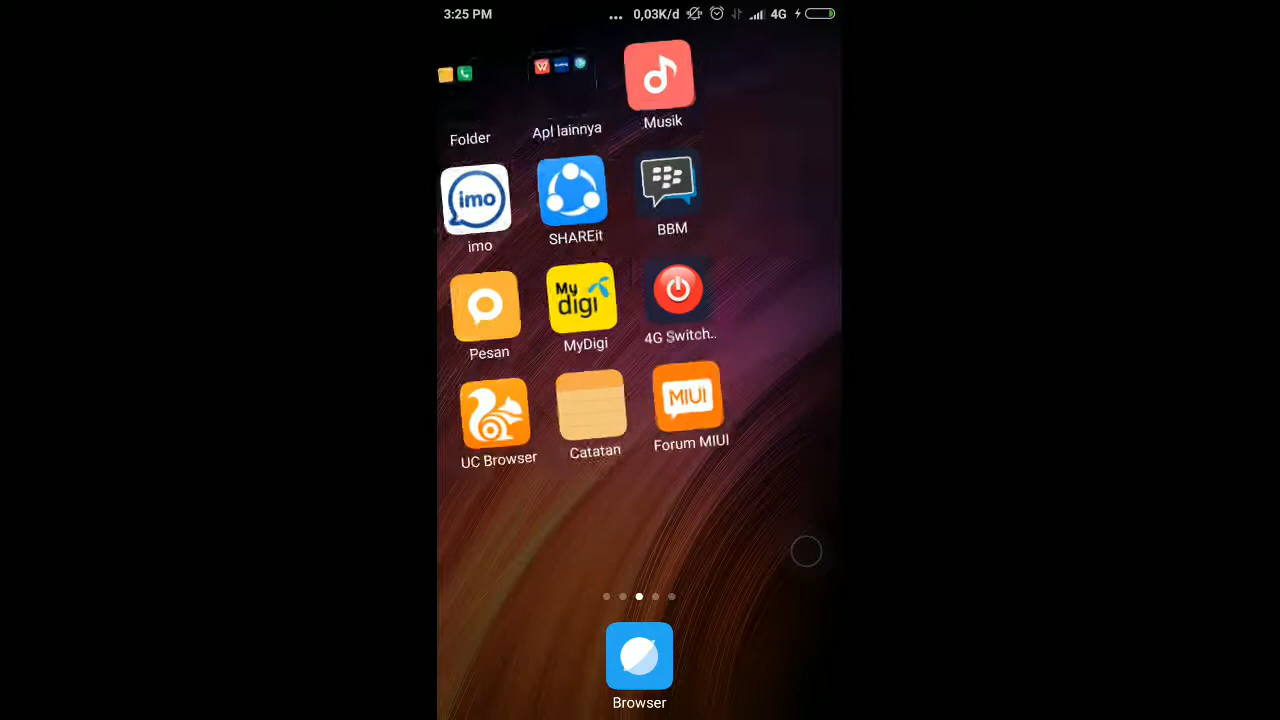 3:25 PM
... 0,03K/d 4G
Folder
Apl lainnya
Musik
imo
imo
SHAREit
BBM
Pesan
My digi
MyDigi
4G Switch..
UC Browser
Catatan
MIUI
Forum MIUI
Browser